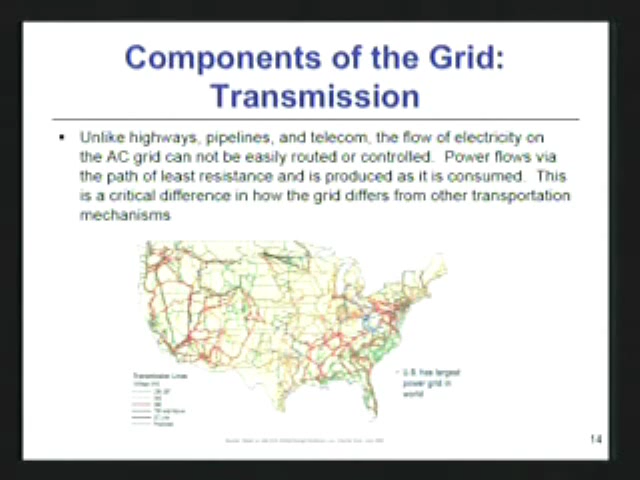 Components of the Grid:
Transmission
▪ Unlike highways, pipelines, and telecom, the flow of electricity on
the AC grid can not be easily routed or controlled. Power flows via
the path of least resistance and is produced as it is consumed. This
is a critical difference in how the grid differs from other transportation
mechanisms
Transmission Lines
- U.S. has largest
power grid in
world
14